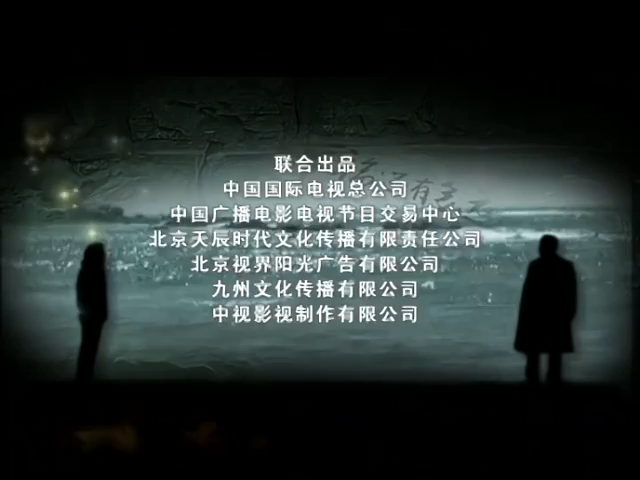 联合出品
中国国际电视总公司
中国广播电影电视节目交易中心
北京天辰时代文化传播有限责任公司
北京视界阳光广告有限公司
九州文化传播有限公司
中视影视制作有限公司